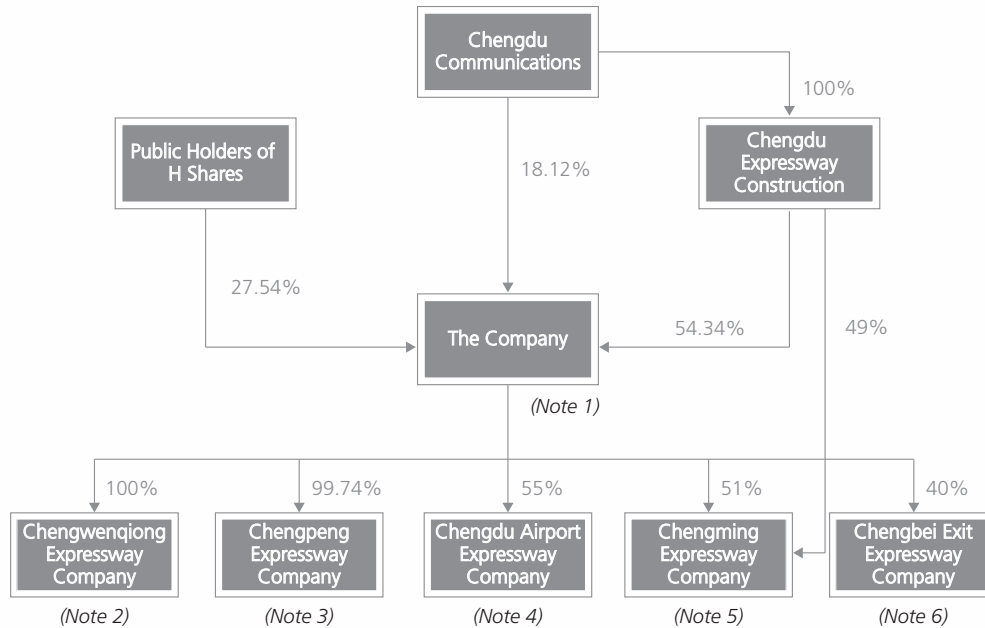 Chengdu
Communications
100%
Public Holders of
H Shares
Chengdu
Expressway
Construction
18.12%
27.54%
The Company
54.34%
49%
(Note 1)
100%
99.74%
55%
51%
40%
Chengwenqiong
Expressway
Company
Chengpeng
Expressway
Company
Chengdu Airport
Expressway
Company
Chengming
Expressway
Company
Chengbei Exit
Expressway
Company
(Note 2)
(Note 3)
(Note 4)
(Note 5)
(Note 6)